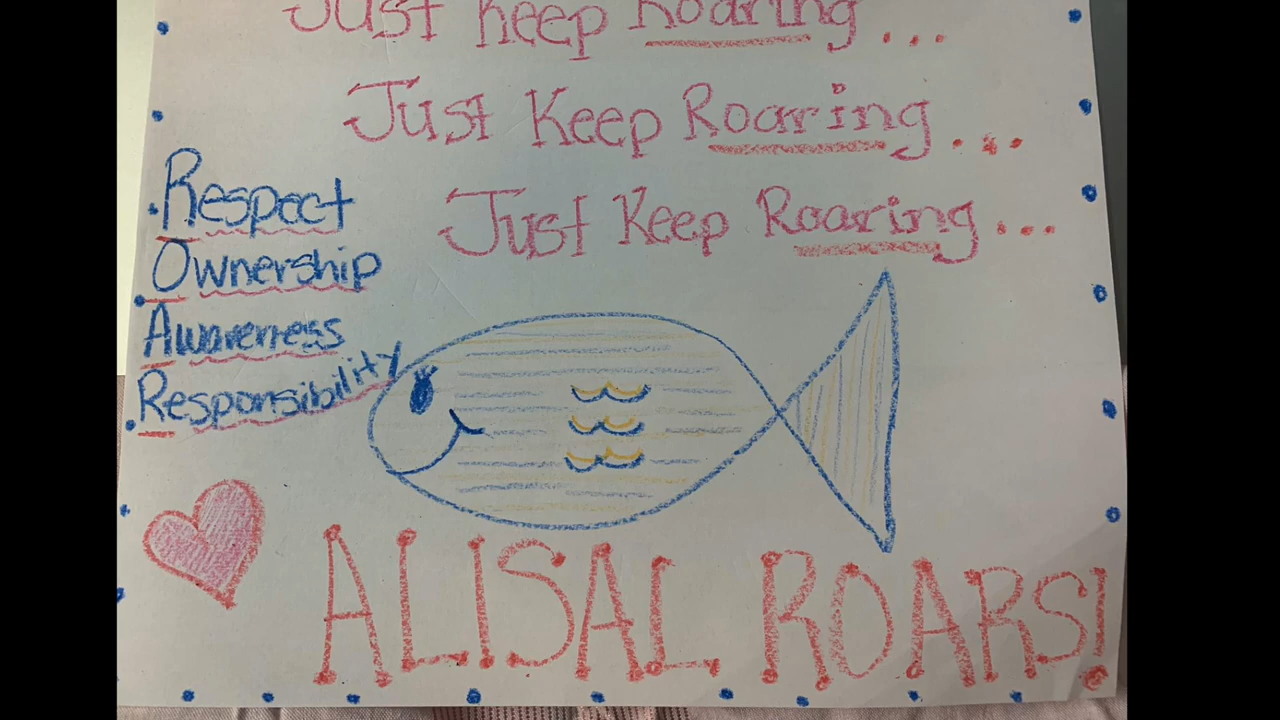 Just Keep Roaring...
Just Keep Roaring...
Just Keep Roaring...
Respect
Ownership
Awareness
Responsibility
ALISAL ROARS!